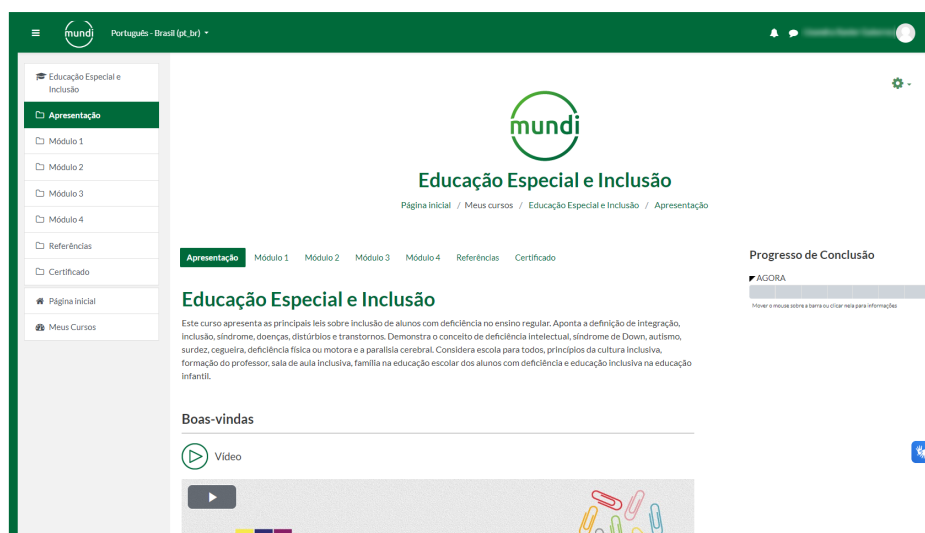 mundi
Português - Brasil (pt_br)
Educação Especial e
Inclusão
Apresentação
Módulo 1
Módulo 2
Módulo 3
Módulo 4
Referências
Certificado
Página inicial
Meus Cursos
mundi
Educação Especial e Inclusão
Página inicial / Meus cursos / Educação Especial e Inclusão / Apresentação
Apresentação Módulo 1 Módulo 2 Módulo 3 Módulo 4 Referências Certificado
Educação Especial e Inclusão
Este curso apresenta as principais leis sobre inclusão de alunos com deficiência no ensino regular. Aponta a definição de integração,
inclusão, síndrome, doenças, distúrbios e transtornos. Demonstra o conceito de deficiência intelectual, síndrome de Down, autismo,
surdez, cegueira, deficiência física ou motora e a paralisia cerebral. Considera escola para todos, princípios da cultura inclusiva,
formação do professor, sala de aula inclusiva, família na educação escolar dos alunos com deficiência e educação inclusiva na educação
infantil.
Boas-vindas
Vídeo
Progresso de Conclusão
AGORA
Mover o mouse sobre a barra ou clicar nela para informações